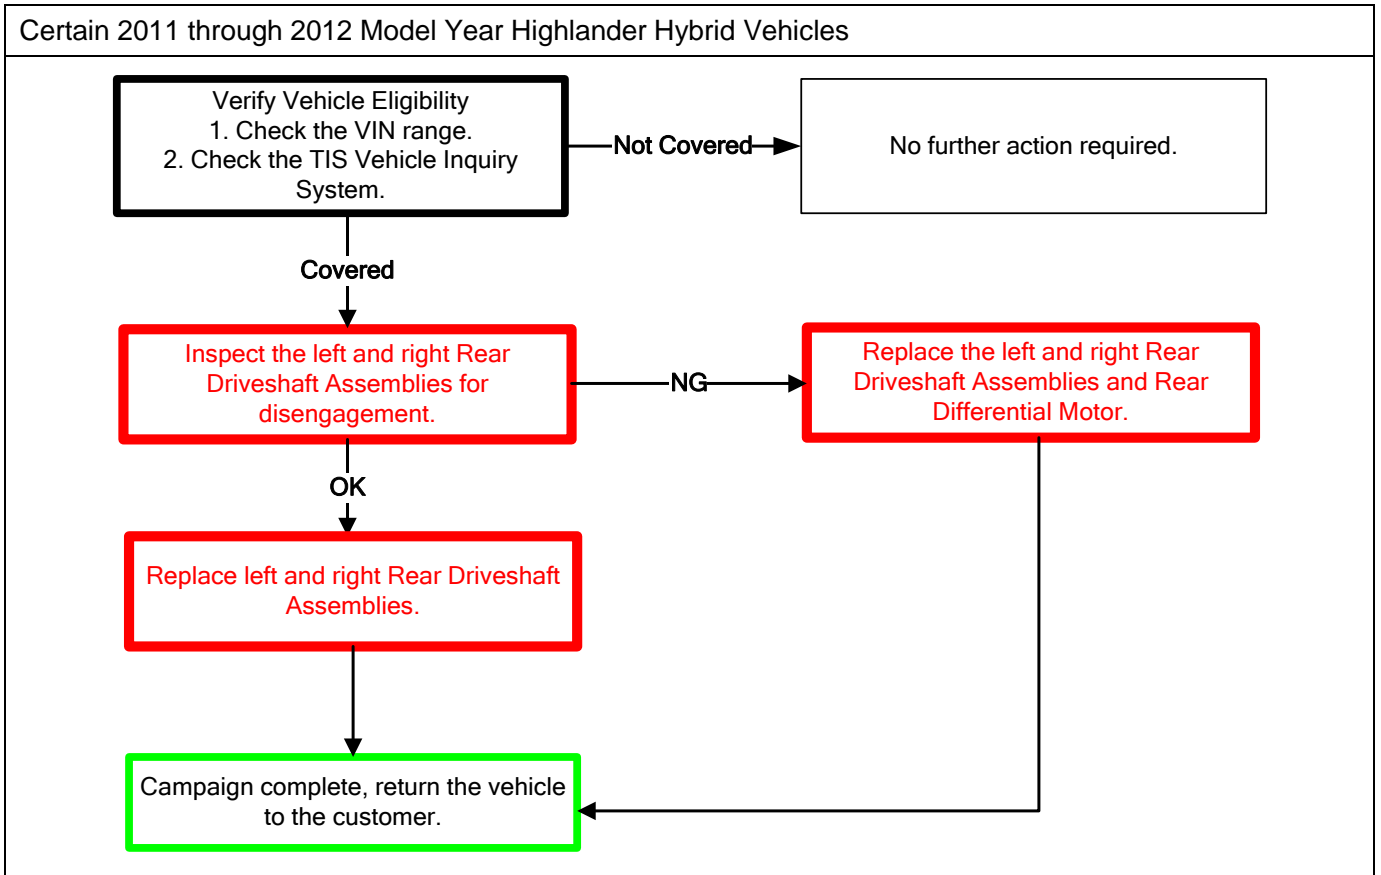 Certain 2011 through 2012 Model Year Highlander Hybrid Vehicles
Verify Vehicle Eligibility
1. Check the VIN range.
2. Check the TIS Vehicle Inquiry
System.
Not Covered
No further action required.
Covered
Inspect the left and right Rear
Driveshaft Assemblies for
disengagement.
NG
Replace the left and right Rear
Driveshaft Assemblies and Rear
Differential Motor.
OK
Replace left and right Rear Driveshaft
Assemblies.
Campaign complete, return the vehicle
to the customer.